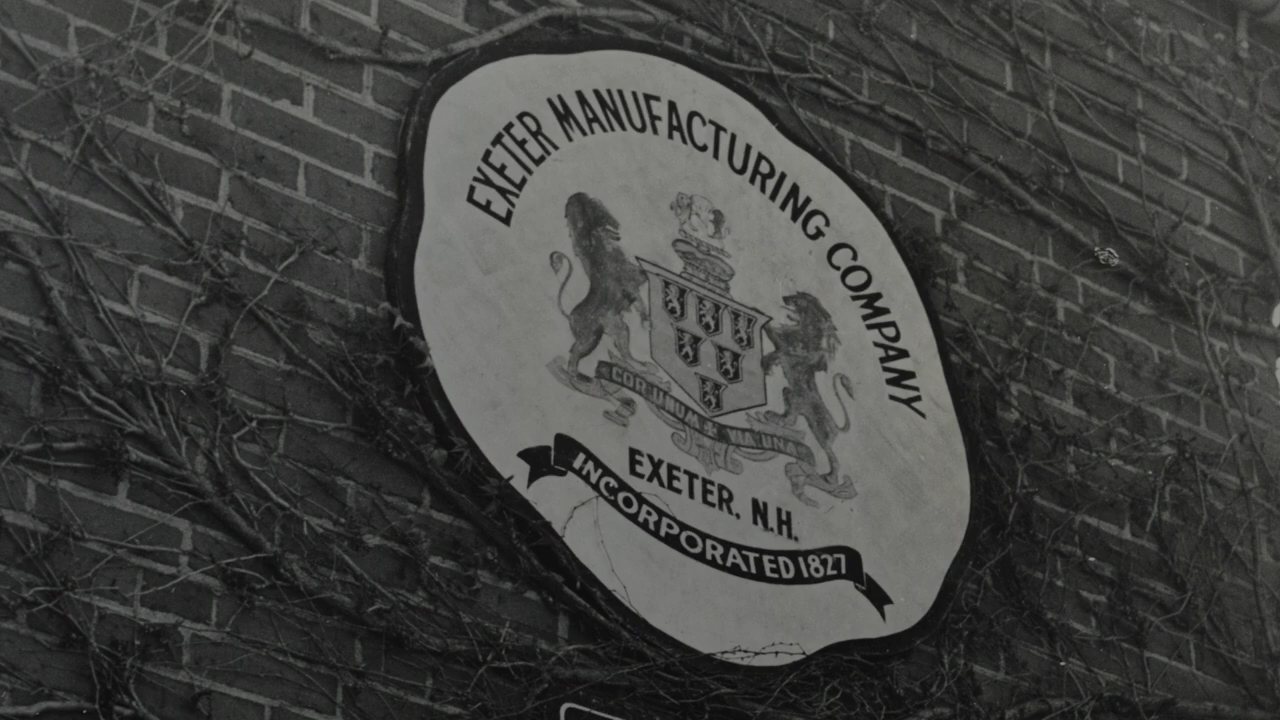 EXETER MANUFACTURING COMPANY
COR UNUM & VIA UNA
EXETER. N.H.
INCORPORATED 1827